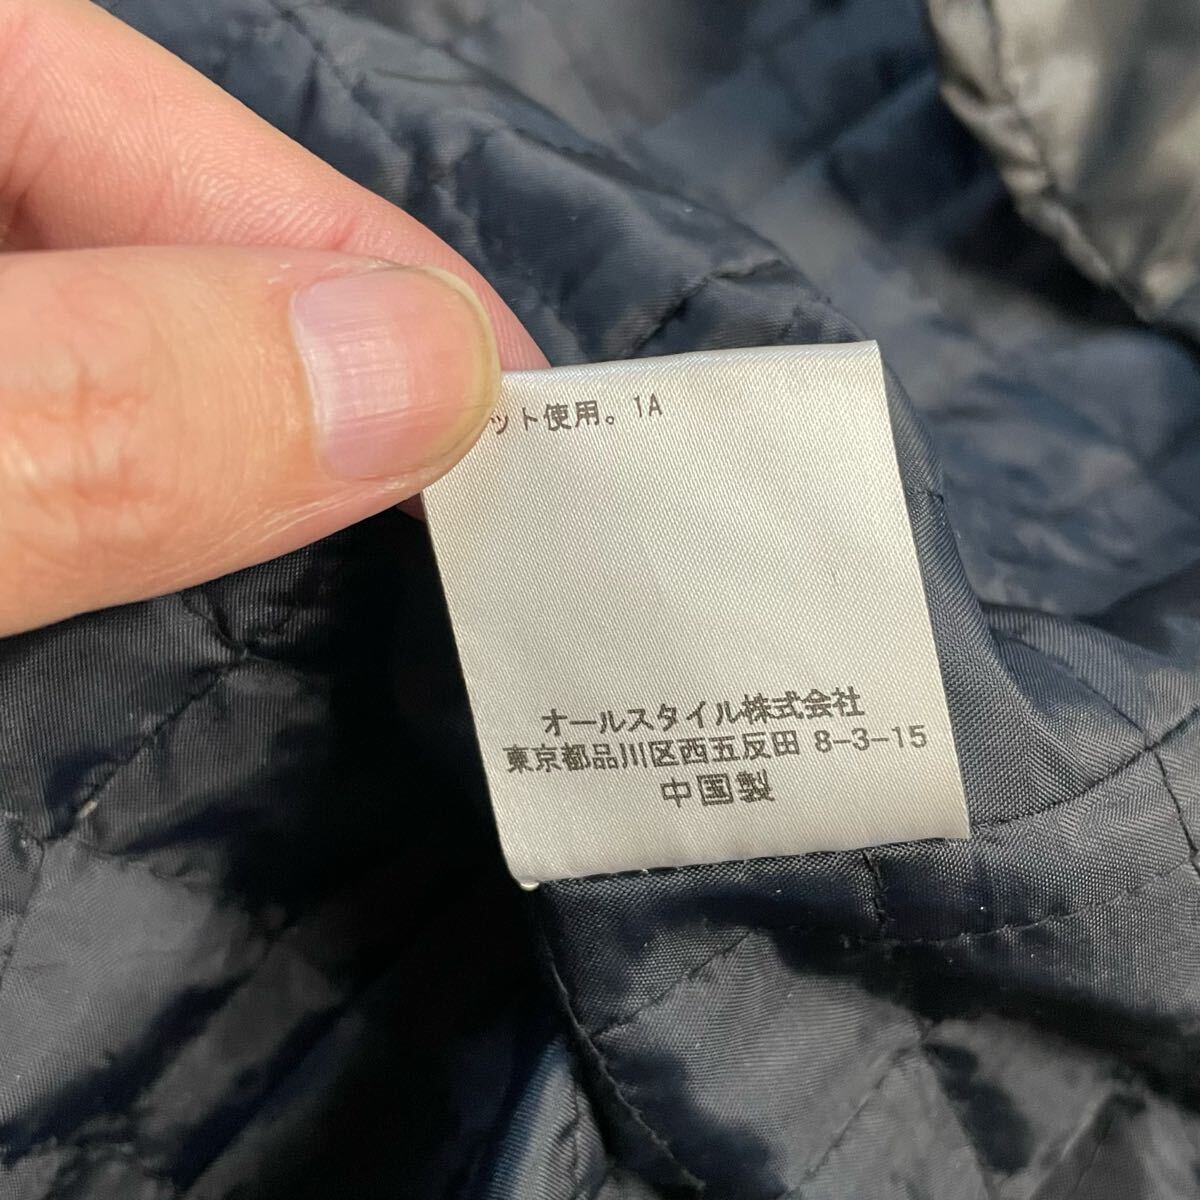 ット使用。1A
オールスタイル株式会社
東京都品川区西五反田 8-3-15
中国製